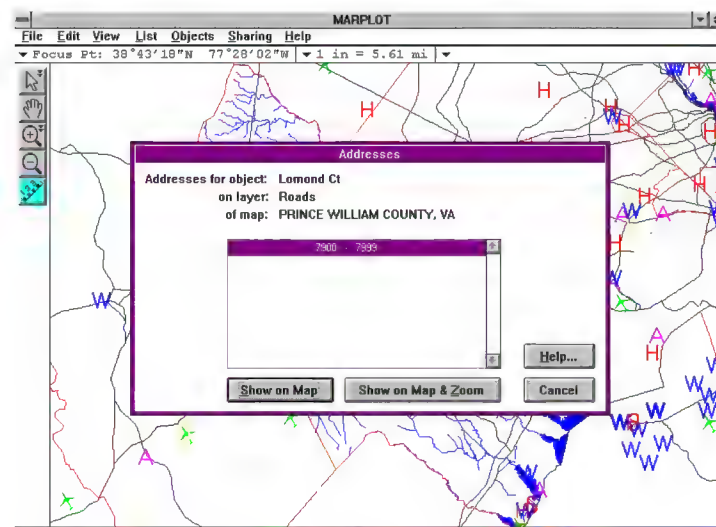 MARPLOT
File Edit View List Objects Sharing Help
Focus Pt: 38°43'18"N 77°28'02"W 1 in = 5.61 mi
H
H
H
W
A
H
H
H
Addresses
Addresses for object: Lomond Ct
on layer: Roads
of map: PRINCE WILLIAM COUNTY, VA
7900 - 7999
Help...
Show on Map
Show on Map & Zoom
Cancel
A
W
A
H
W
A
H
W
W
W
W
W
W
W
W
A
A
W